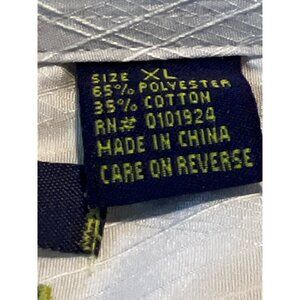 SIZE XL
65% POLYESTER
35% COTTON
RN# 0101924
MADE IN CHINA
CARE ON REVERSE